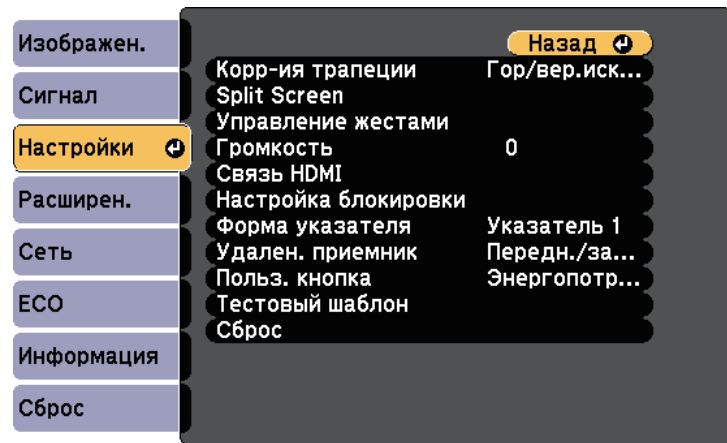 Изображен.
Сигнал
Настройки
Расширен.
Сеть
ECO
Информация
Сброс
Назад
Корр-ия трапеции Гор/вер.иск...
Split Screen
Управление жестами
Громкость 0
Связь HDMI
Настройка блокировки
Форма указателя Указатель 1
Удален. приемник Передн./за...
Польз. кнопка Энергопотр...
Тестовый шаблон
Сброс